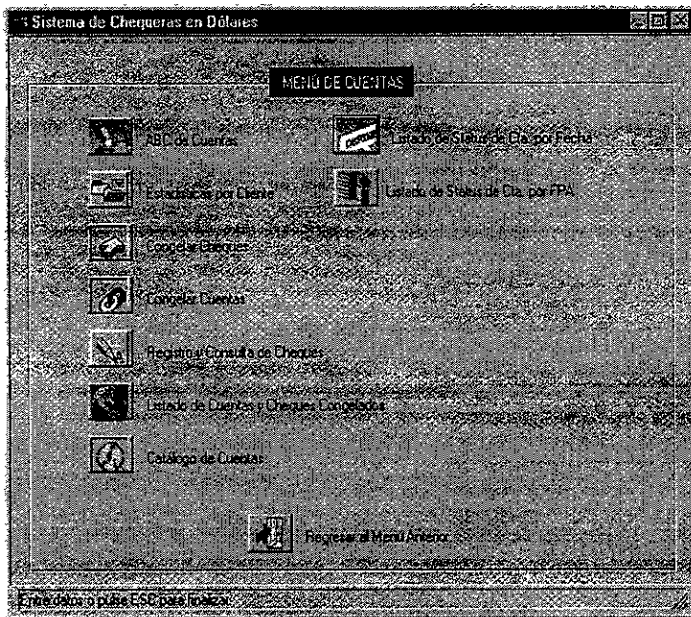 Sistema de Chequeras en Dólares
MENÚ DE CUENTAS
ABC de Cuentas
Estadísticas por Cliente
Congelar Cheques
Congelar Cuentas
Registro y Consulta de Cheques
Listado de Cuentas y Cheques Congelados
Catálogo de Cuentas
Listado de Status de Cta. por Fecha
Listado de Status de Cta. por FPA
Regresar al Menú Anterior
Entre datos o pulse ESC para finalizar